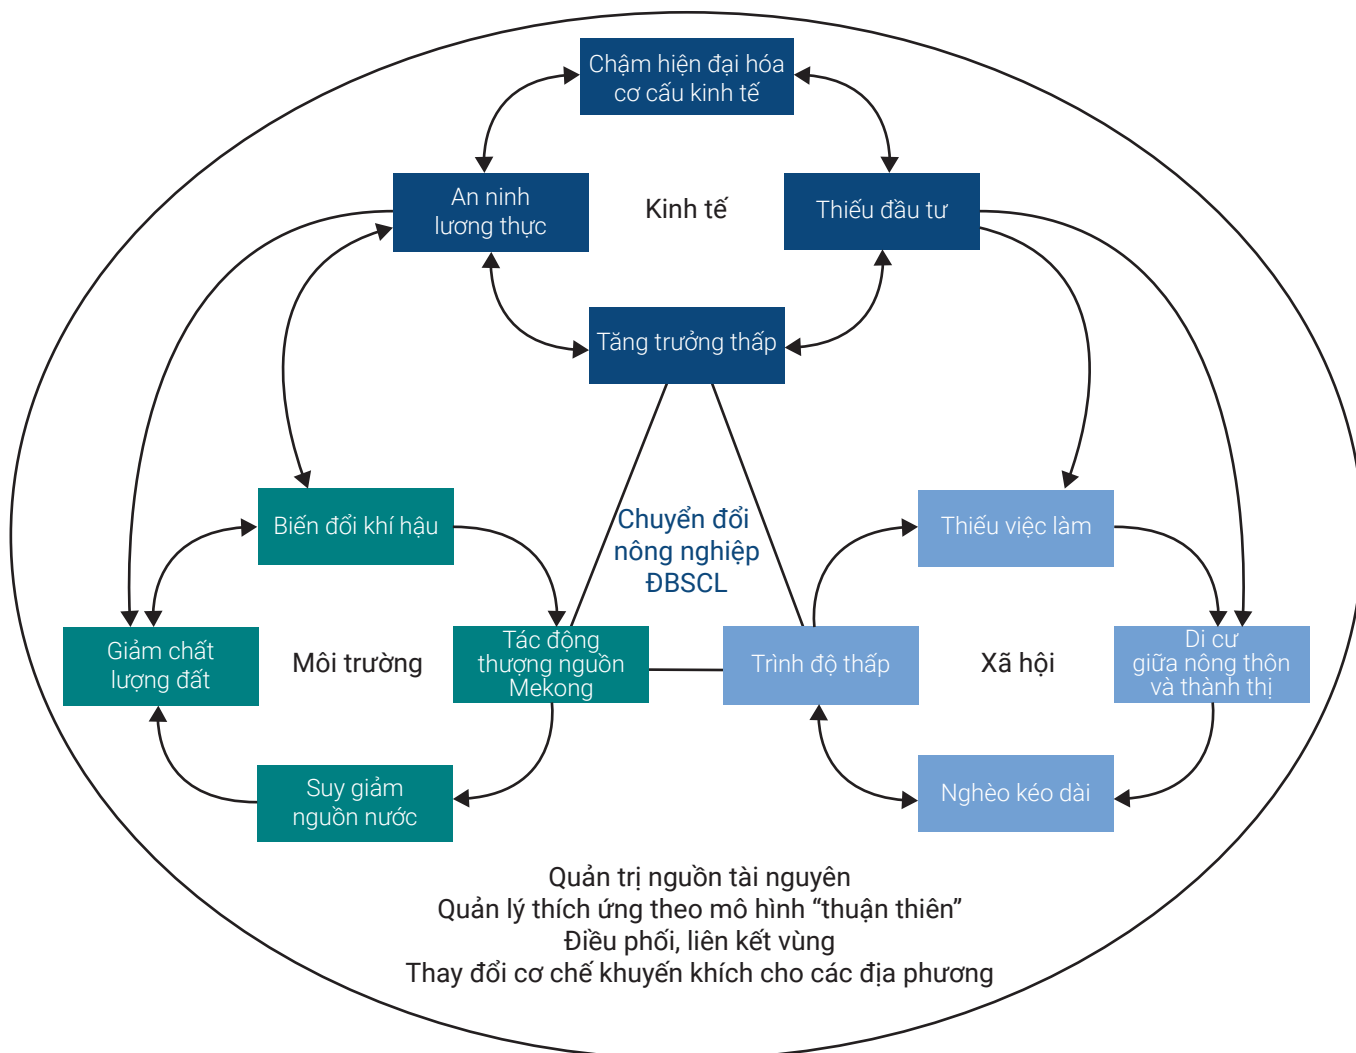 Chậm hiện đại hóa
cơ cấu kinh tế
An ninh
lương thực
Kinh tế
Thiếu đầu tư
Tăng trưởng thấp
Biến đổi khí hậu
Chuyển đổi
nông nghiệp
ĐBSCL
Thiếu việc làm
Giảm chất
lượng đất
Môi trường
Tác động
thượng nguồn
Mekong
Trình độ thấp
Xã hội
Di cư
giữa nông thôn
và thành thị
Suy giảm
nguồn nước
Nghèo kéo dài
Quản trị nguồn tài nguyên
Quản lý thích ứng theo mô hình “thuận thiên”
Điều phối, liên kết vùng
Thay đổi cơ chế khuyến khích cho các địa phương